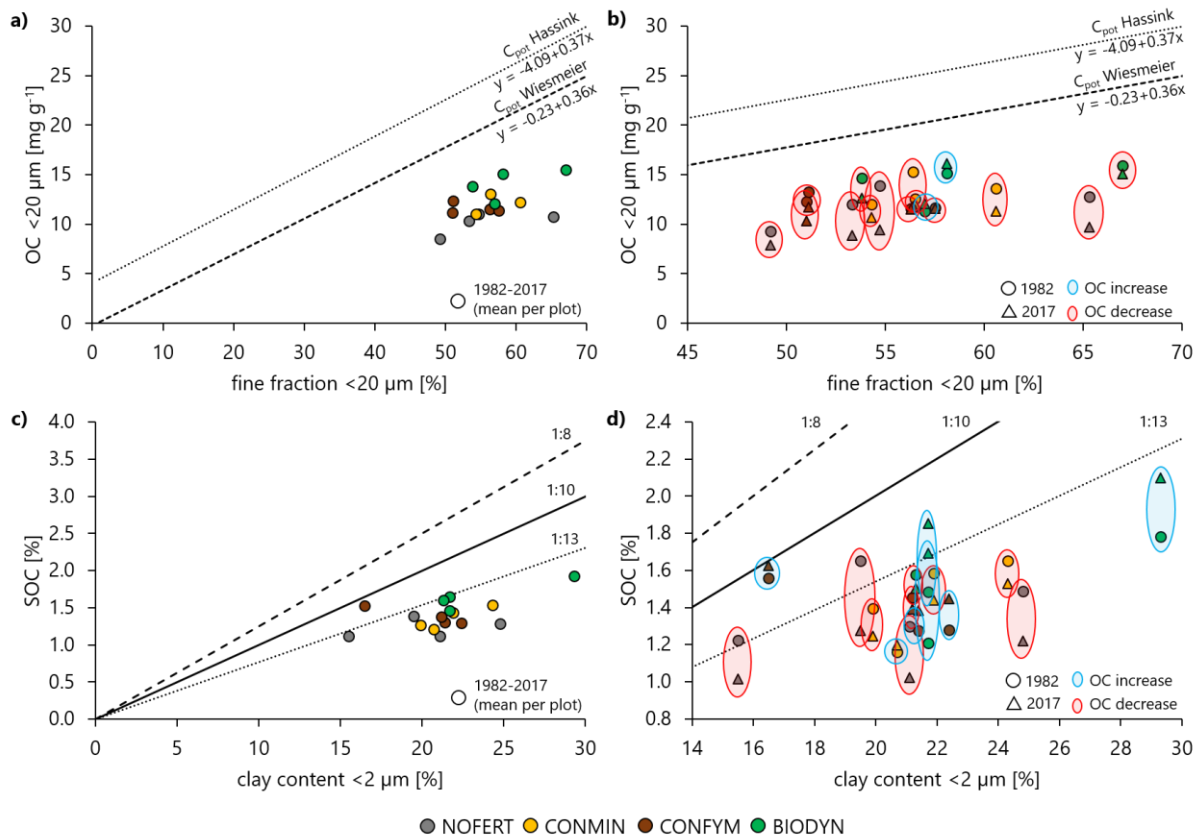 a)
30
25
20
15
10
5
0
OC <20 µm [mg g⁻¹]
C_pot Hassink
y = -4.09+0.37x
C_pot Wiesmeier
y = -0.23+0.36x
1982-2017
(mean per plot)
0 10 20 30 40 50 60 70
fine fraction <20 µm [%]
b)
30
25
20
15
10
5
0
OC <20 µm [mg g⁻¹]
C_pot Hassink
y = -4.09+0.37x
C_pot Wiesmeier
y = -0.23+0.36x
1982 OC increase
2017 OC decrease
45 50 55 60 65 70
fine fraction <20 µm [%]
c)
4.0
3.5
3.0
2.5
2.0
1.5
1.0
0.5
0.0
SOC [%]
1:8
1:10
1:13
1982-2017
(mean per plot)
0 5 10 15 20 25 30
clay content <2 µm [%]
d)
2.4
2.2
2.0
1.8
1.6
1.4
1.2
1.0
0.8
SOC [%]
1:8 1:10 1:13
1982 OC increase
2017 OC decrease
14 16 18 20 22 24 26 28 30
clay content <2 µm [%]
NOFERT CONMIN CONFYM BIODYN